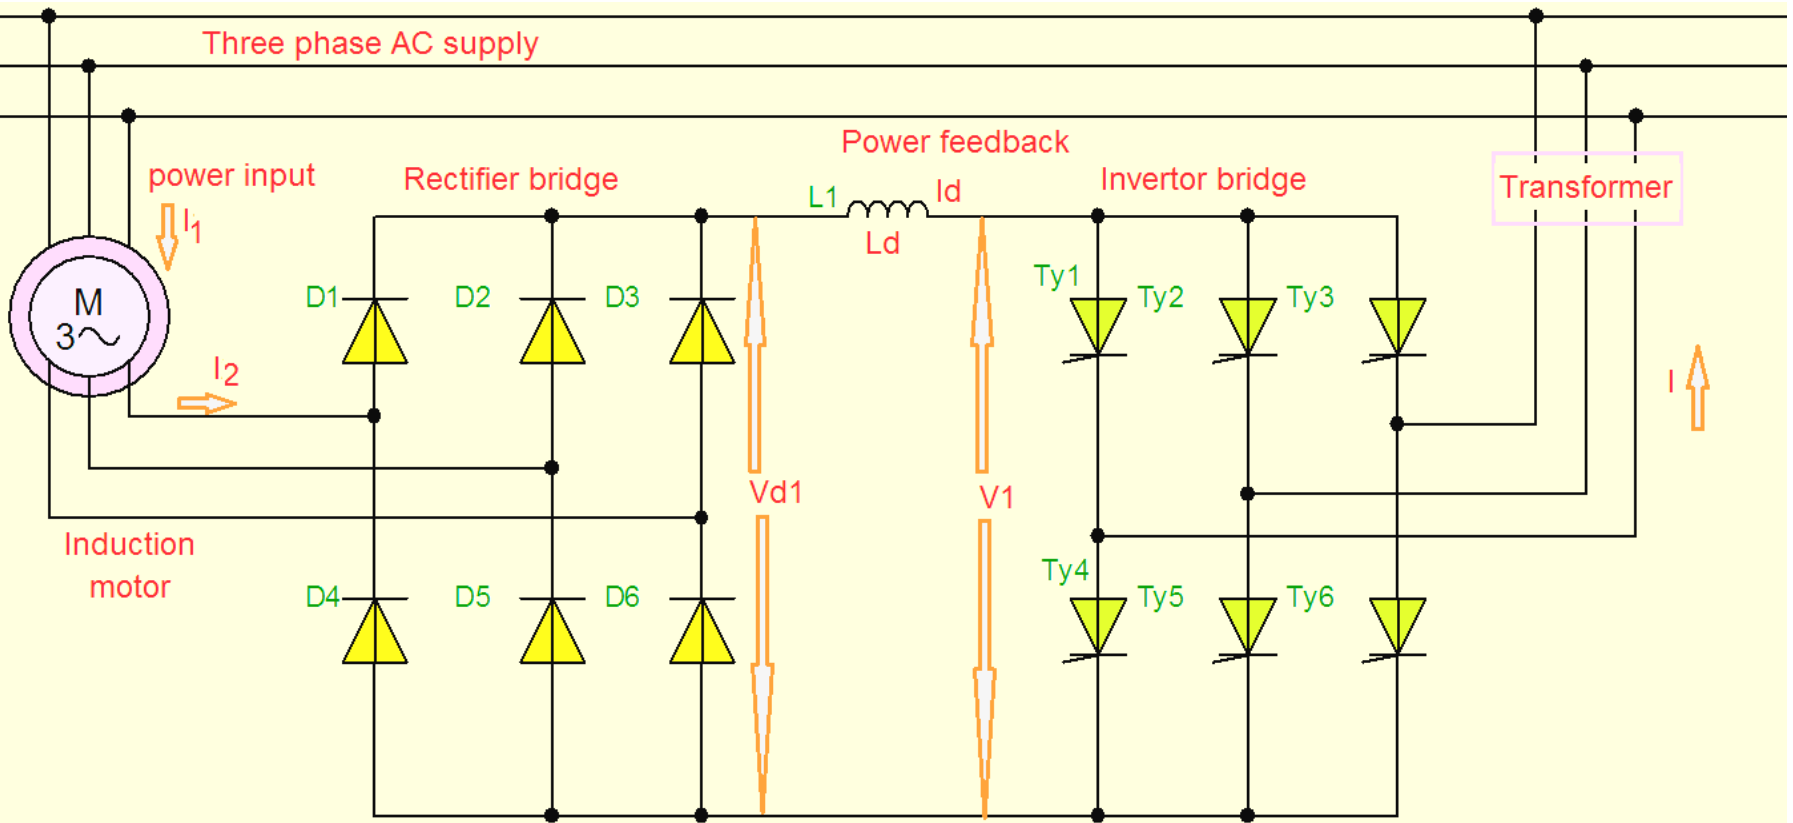 Three phase AC supply
Power feedback
power input
Rectifier bridge
L1
Id
Invertor bridge
Transformer
I1
Ld
Ty1
D1
D2
D3
Ty2
Ty3
M
3~
I2
I
Vd1
V1
Induction
motor
Ty4
D4
D5
D6
Ty5
Ty6